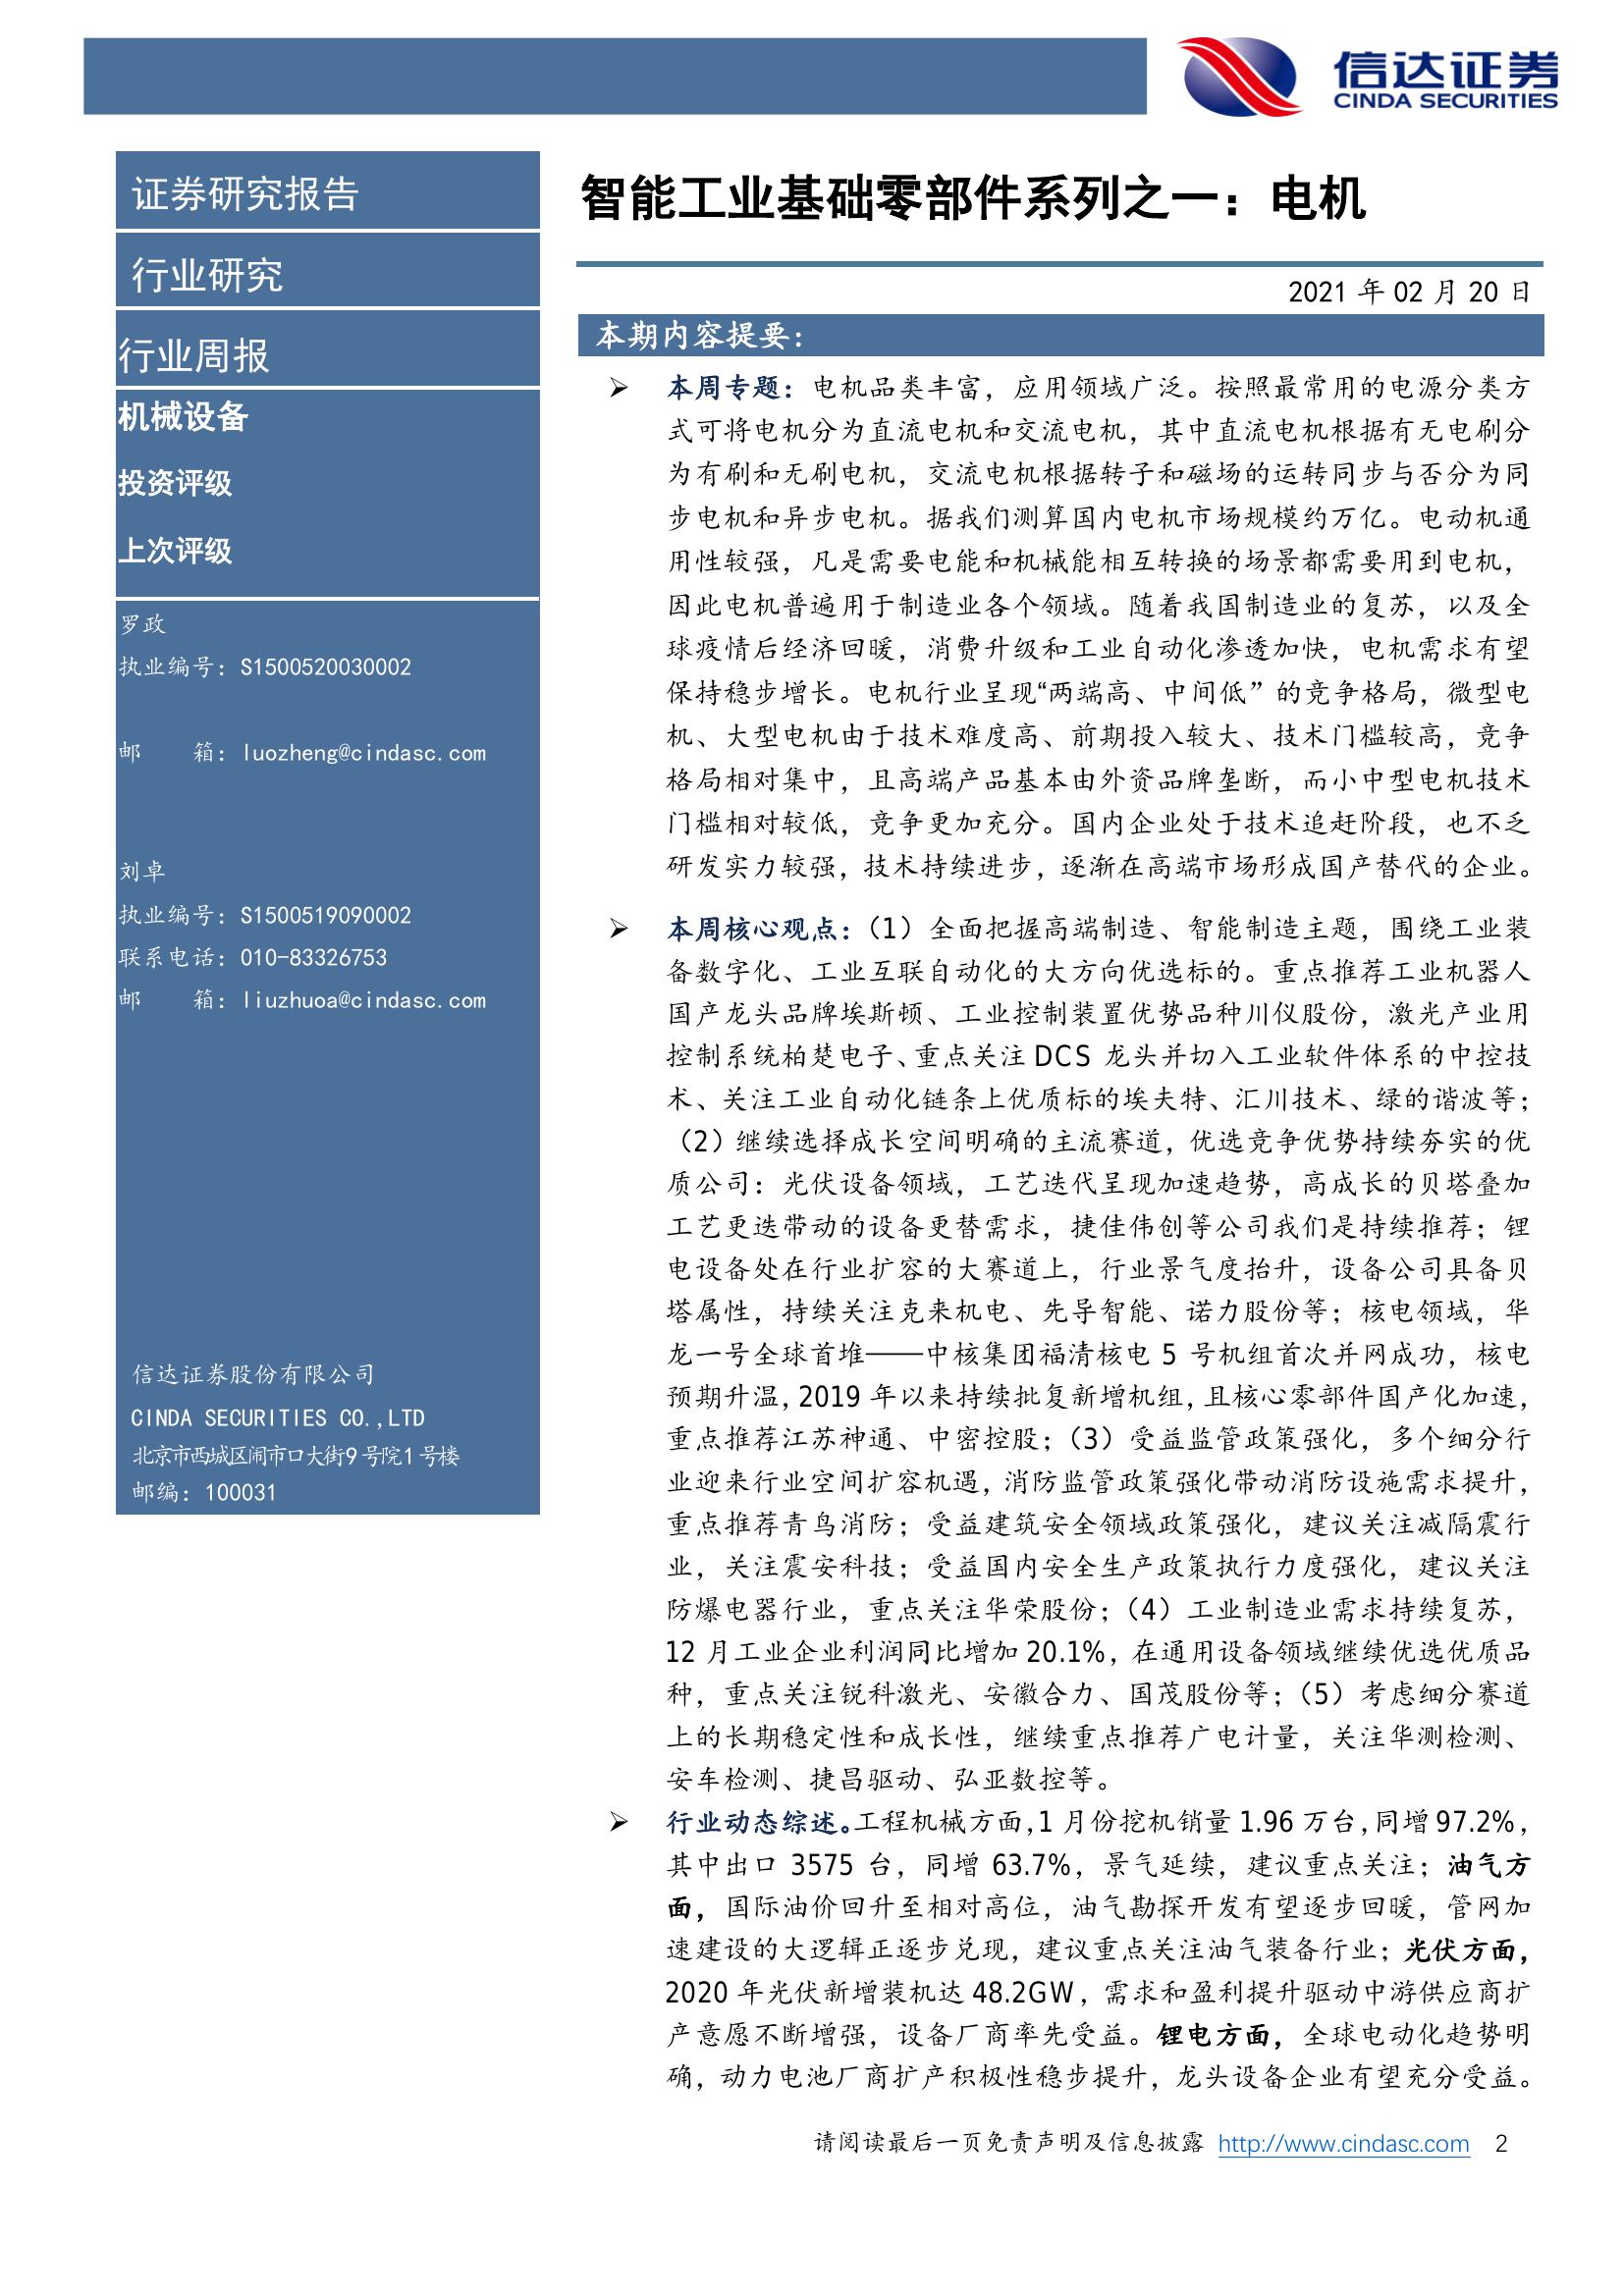 信达证券
CINDA SECURITIES
证券研究报告
行业研究
行业周报
机械设备
投资评级
上次评级
罗政
执业编号：S1500520030002
邮 箱：luozheng@cindasc.com
刘卓
执业编号：S1500519090002
联系电话：010-83326753
邮 箱：liuzhuoa@cindasc.com
信达证券股份有限公司
CINDA SECURITIES CO.,LTD
北京市西城区闹市口大街9号院1号楼
邮编：100031
智能工业基础零部件系列之一：电机
2021 年 02 月 20 日
本期内容提要：
➢ 本周专题：电机品类丰富，应用领域广泛。按照最常用的电源分类方
式可将电机分为直流电机和交流电机，其中直流电机根据有无电刷分
为有刷和无刷电机，交流电机根据转子和磁场的运转同步与否分为同
步电机和异步电机。据我们测算国内电机市场规模约万亿。电动机通
用性较强，凡是需要电能和机械能相互转换的场景都需要用到电机，
因此电机普遍用于制造业各个领域。随着我国制造业的复苏，以及全
球疫情后经济回暖，消费升级和工业自动化渗透加快，电机需求有望
保持稳步增长。电机行业呈现“两端高、中间低”的竞争格局，微型电
机、大型电机由于技术难度高、前期投入较大、技术门槛较高，竞争
格局相对集中，且高端产品基本由外资品牌垄断，而小中型电机技术
门槛相对较低，竞争更加充分。国内企业处于技术追赶阶段，也不乏
研发实力较强，技术持续进步，逐渐在高端市场形成国产替代的企业。
➢ 本周核心观点：（1）全面把握高端制造、智能制造主题，围绕工业装
备数字化、工业互联自动化的大方向优选标的。重点推荐工业机器人
国产龙头品牌埃斯顿、工业控制装置优势品种川仪股份，激光产业用
控制系统柏楚电子、重点关注 DCS 龙头并切入工业软件体系的中控技
术、关注工业自动化链条上优质标的埃夫特、汇川技术、绿的谐波等；
（2）继续选择成长空间明确的主流赛道，优选竞争优势持续夯实的优
质公司：光伏设备领域，工艺迭代呈现加速趋势，高成长的贝塔叠加
工艺更迭带动的设备更替需求，捷佳伟创等公司我们是持续推荐；锂
电设备处在行业扩容的大赛道上，行业景气度抬升，设备公司具备贝
塔属性，持续关注克来机电、先导智能、诺力股份等；核电领域，华
龙一号全球首堆——中核集团福清核电 5 号机组首次并网成功，核电
预期升温，2019 年以来持续批复新增机组，且核心零部件国产化加速，
重点推荐江苏神通、中密控股；（3）受益监管政策强化，多个细分行
业迎来行业空间扩容机遇，消防监管政策强化带动消防设施需求提升，
重点推荐青鸟消防；受益建筑安全领域政策强化，建议关注减隔震行
业，关注震安科技；受益国内安全生产政策执行力度强化，建议关注
防爆电器行业，重点关注华荣股份；（4）工业制造业需求持续复苏，
12 月工业企业利润同比增加 20.1%，在通用设备领域继续优选优质品
种，重点关注锐科激光、安徽合力、国茂股份等；（5）考虑细分赛道
上的长期稳定性和成长性，继续重点推荐广电计量，关注华测检测、
安车检测、捷昌驱动、弘亚数控等。
➢ 行业动态综述。工程机械方面，1 月份挖机销量 1.96 万台，同增 97.2%，
其中出口 3575 台，同增 63.7%，景气延续，建议重点关注；油气方
面，国际油价回升至相对高位，油气勘探开发有望逐步回暖，管网加
速建设的大逻辑正逐步兑现，建议重点关注油气装备行业；光伏方面，
2020 年光伏新增装机达 48.2GW，需求和盈利提升驱动中游供应商扩
产意愿不断增强，设备厂商率先受益。锂电方面，全球电动化趋势明
确，动力电池厂商扩产积极性稳步提升，龙头设备企业有望充分受益。
请阅读最后一页免责声明及信息披露 http://www.cindasc.com 2